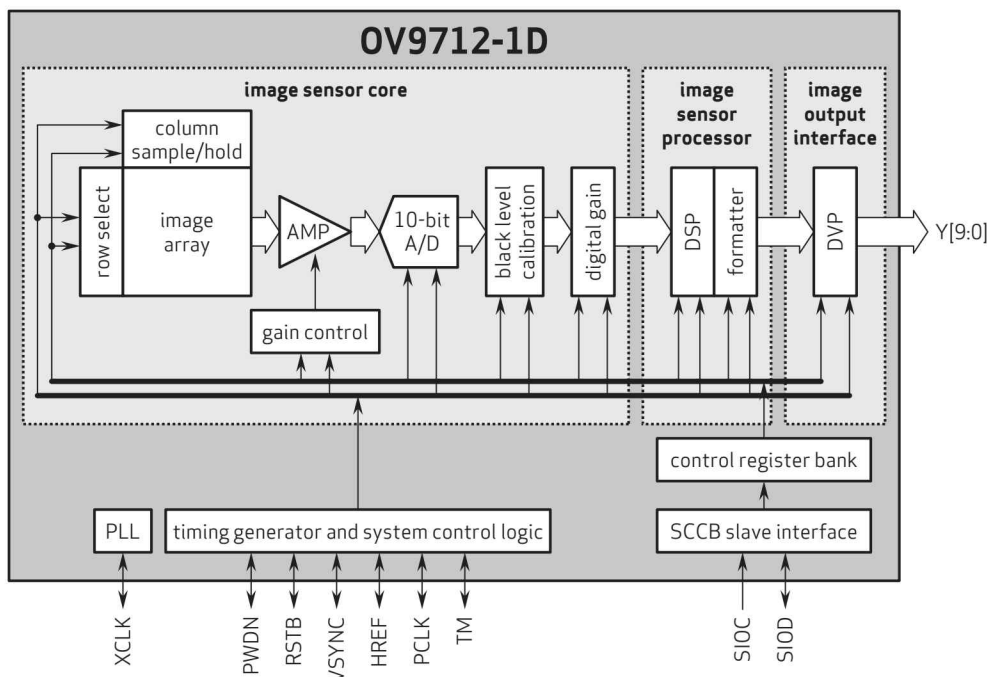 OV9712-1D
image sensor core
image
sensor
processor
image
output
interface
column
sample/hold
row select
image
array
AMP
10-bit
A/D
black level
calibration
digital gain
DSP
formatter
DVP
Y[9:0]
gain control
control register bank
PLL
timing generator and system control logic
SCCB slave interface
XCLK
PWDN
RSTB
VSYNC
HREF
PCLK
TM
SIOC
SIOD